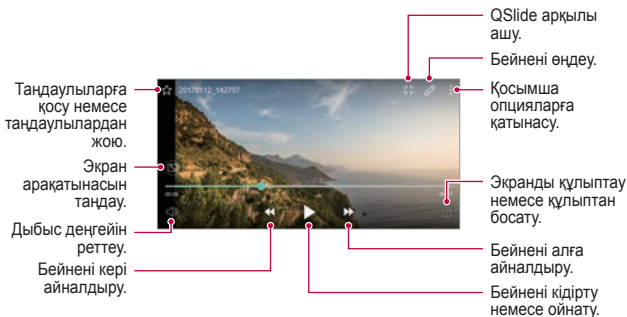 QSlide арқылы
ашу.
Бейнені өңдеу.
Қосымша
опцияларға
қатынасу.
Таңдаулыларға
қосу немесе
таңдаулылардан
жою.
20170112_142707
Экран
арақатынасын
таңдау.
Экранды құлыптау
немесе құлыптан
босату.
Дыбыс деңгейін
реттеу.
Бейнені кері
айналдыру.
Бейнені алға
айналдыру.
Бейнені кідірту
немесе ойнату.